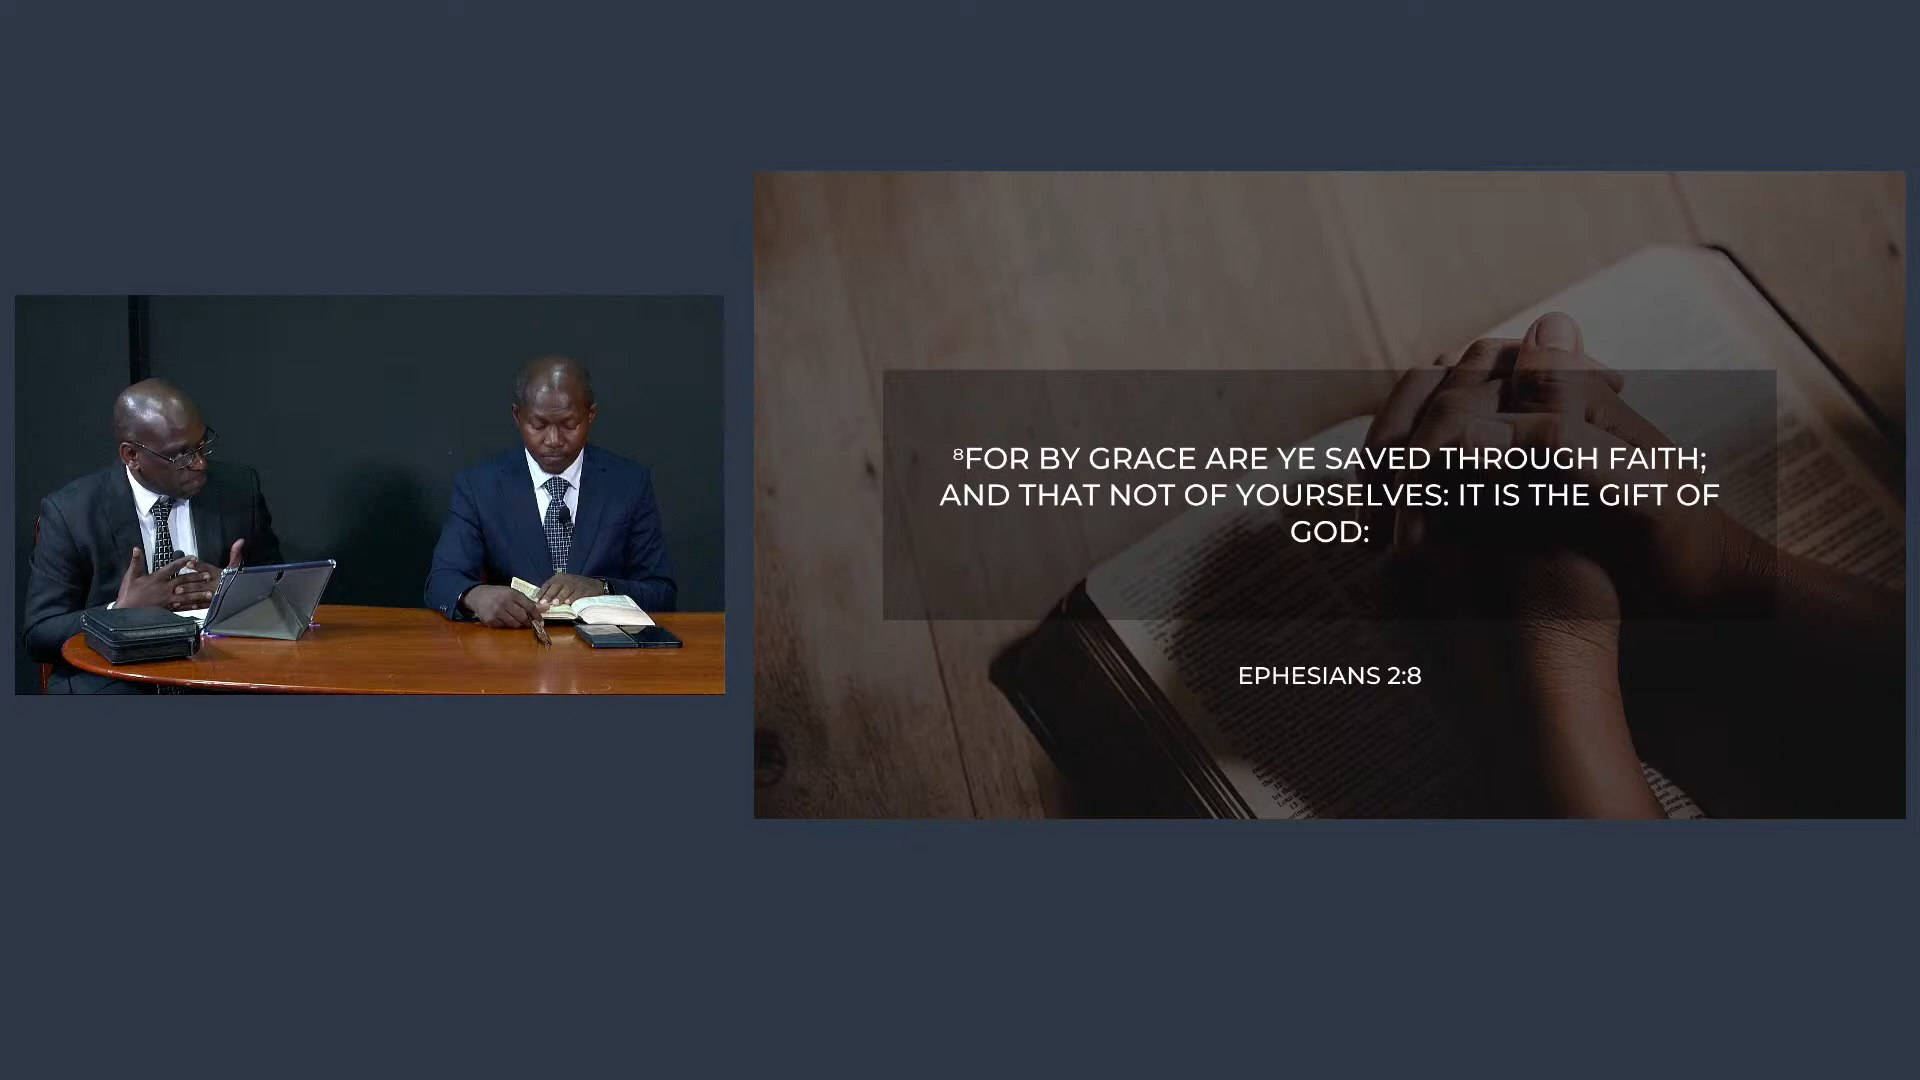 ⁸FOR BY GRACE ARE YE SAVED THROUGH FAITH;
AND THAT NOT OF YOURSELVES: IT IS THE GIFT OF
GOD:
EPHESIANS 2:8